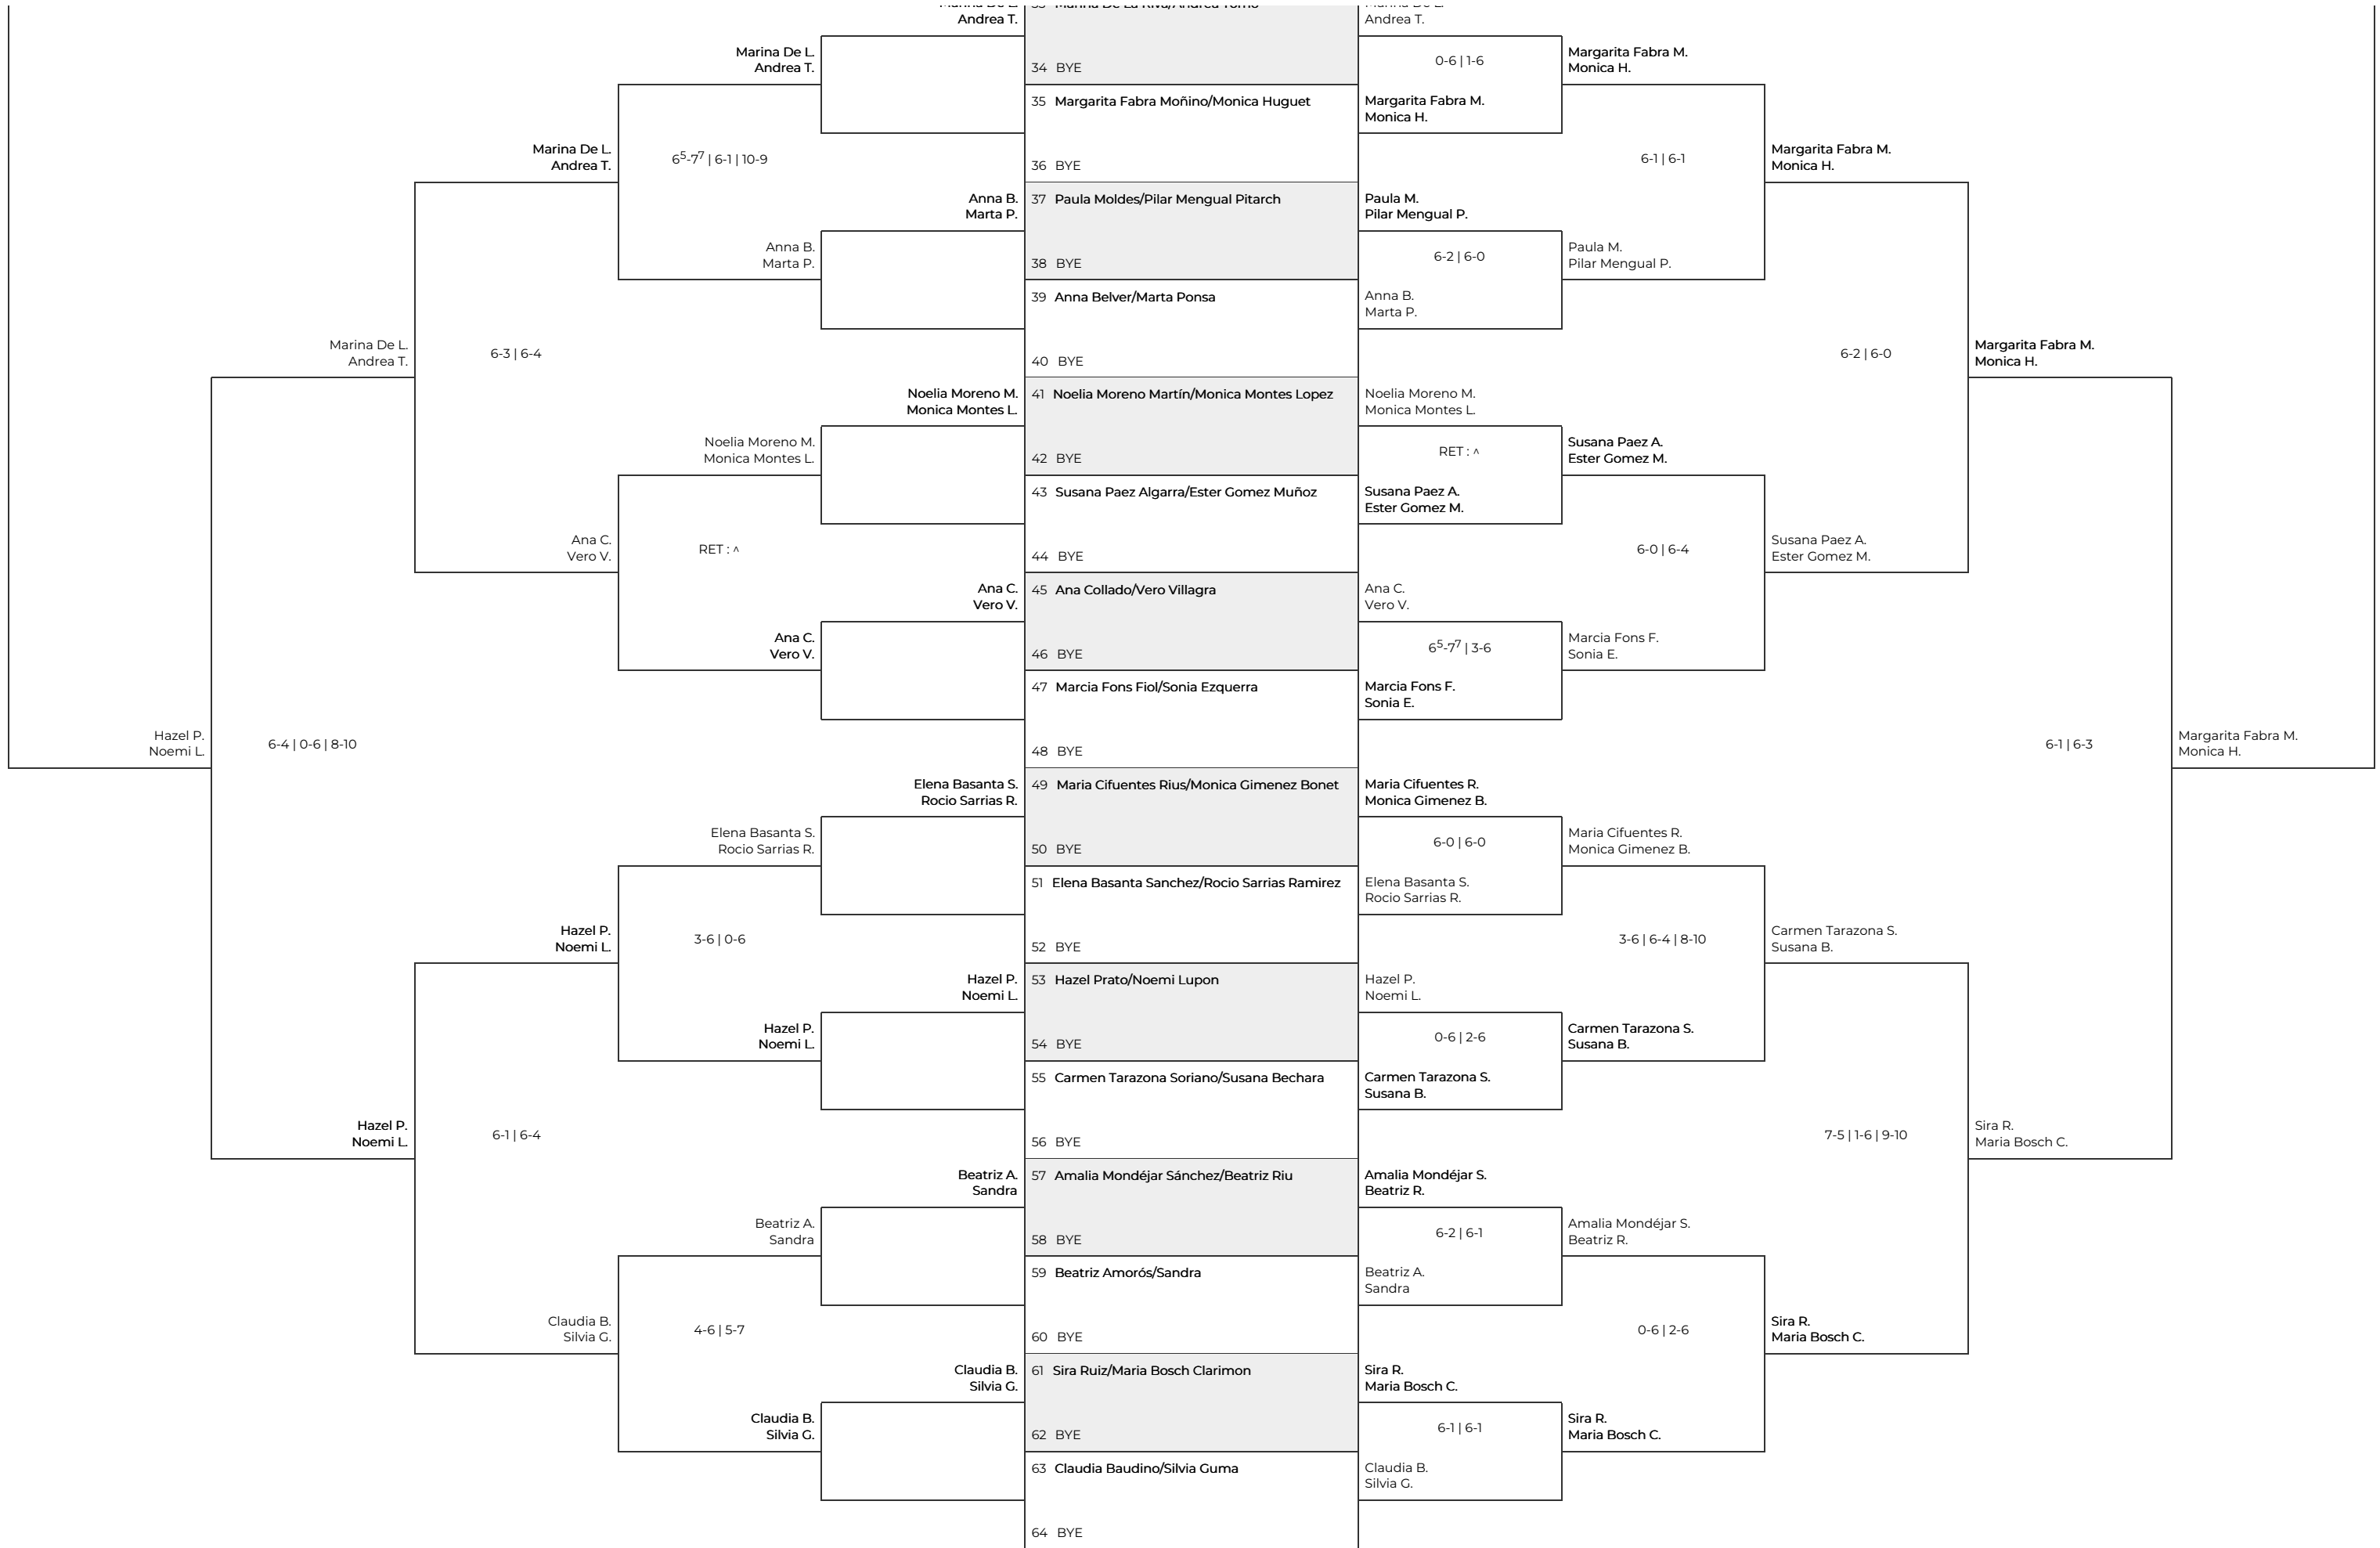 Andrea T.
Andrea T.
Marina De L.
Andrea T.
34 BYE
0-6 | 1-6
Margarita Fabra M.
Monica H.
35 Margarita Fabra Moñino/Monica Huguet
Margarita Fabra M.
Monica H.
Marina De L.
Andrea T.
6⁵-7⁷ | 6-1 | 10-9
36 BYE
6-1 | 6-1
Margarita Fabra M.
Monica H.
Anna B.
Marta P.
37 Paula Moldes/Pilar Mengual Pitarch
Paula M.
Pilar Mengual P.
Anna B.
Marta P.
38 BYE
6-2 | 6-0
Paula M.
Pilar Mengual P.
39 Anna Belver/Marta Ponsa
Anna B.
Marta P.
Marina De L.
Andrea T.
6-3 | 6-4
40 BYE
6-2 | 6-0
Margarita Fabra M.
Monica H.
Noelia Moreno M.
Monica Montes L.
41 Noelia Moreno Martín/Monica Montes Lopez
Noelia Moreno M.
Monica Montes L.
Noelia Moreno M.
Monica Montes L.
42 BYE
RET : ^
Susana Paez A.
Ester Gomez M.
43 Susana Paez Algarra/Ester Gomez Muñoz
Susana Paez A.
Ester Gomez M.
Ana C.
Vero V.
RET : ^
44 BYE
6-0 | 6-4
Susana Paez A.
Ester Gomez M.
Ana C.
Vero V.
45 Ana Collado/Vero Villagra
Ana C.
Vero V.
Ana C.
Vero V.
46 BYE
6⁵-7⁷ | 3-6
Marcia Fons F.
Sonia E.
47 Marcia Fons Fiol/Sonia Ezquerra
Marcia Fons F.
Sonia E.
Hazel P.
Noemi L.
6-4 | 0-6 | 8-10
48 BYE
6-1 | 6-3
Margarita Fabra M.
Monica H.
Elena Basanta S.
Rocio Sarrias R.
49 Maria Cifuentes Rius/Monica Gimenez Bonet
Maria Cifuentes R.
Monica Gimenez B.
Elena Basanta S.
Rocio Sarrias R.
50 BYE
6-0 | 6-0
Maria Cifuentes R.
Monica Gimenez B.
51 Elena Basanta Sanchez/Rocio Sarrias Ramirez
Elena Basanta S.
Rocio Sarrias R.
Hazel P.
Noemi L.
3-6 | 0-6
52 BYE
3-6 | 6-4 | 8-10
Carmen Tarazona S.
Susana B.
Hazel P.
Noemi L.
53 Hazel Prato/Noemi Lupon
Hazel P.
Noemi L.
Hazel P.
Noemi L.
54 BYE
0-6 | 2-6
Carmen Tarazona S.
Susana B.
55 Carmen Tarazona Soriano/Susana Bechara
Carmen Tarazona S.
Susana B.
Hazel P.
Noemi L.
6-1 | 6-4
56 BYE
7-5 | 1-6 | 9-10
Sira R.
Maria Bosch C.
Beatriz A.
Sandra
57 Amalia Mondéjar Sánchez/Beatriz Riu
Amalia Mondéjar S.
Beatriz R.
Beatriz A.
Sandra
58 BYE
6-2 | 6-1
Amalia Mondéjar S.
Beatriz R.
59 Beatriz Amorós/Sandra
Beatriz A.
Sandra
Claudia B.
Silvia G.
4-6 | 5-7
60 BYE
0-6 | 2-6
Sira R.
Maria Bosch C.
Claudia B.
Silvia G.
61 Sira Ruiz/Maria Bosch Clarimon
Sira R.
Maria Bosch C.
Claudia B.
Silvia G.
62 BYE
6-1 | 6-1
Sira R.
Maria Bosch C.
63 Claudia Baudino/Silvia Guma
Claudia B.
Silvia G.
64 BYE